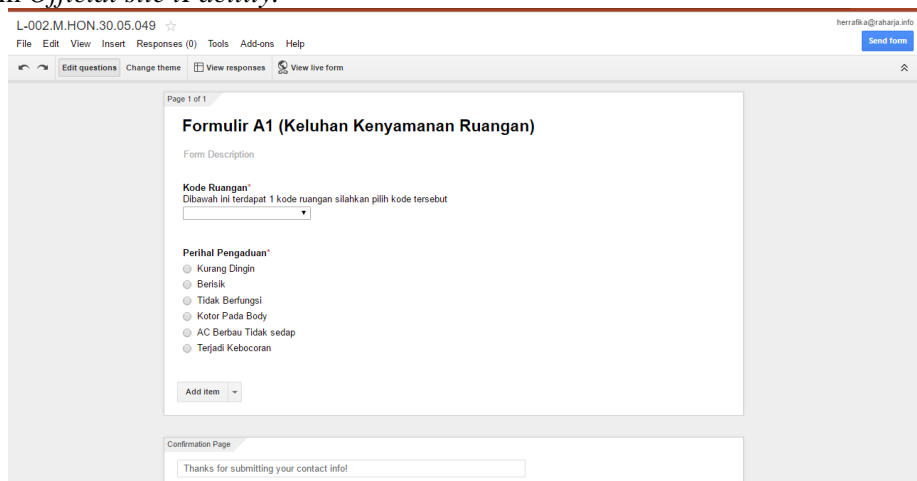 Official site iFacility.
L-002.M.HON.30.05.049
herrafika@raharja.info
File Edit View Insert Responses (0) Tools Add-ons Help
Send form
Edit questions Change theme View responses View live form
Page 1 of 1
Formulir A1 (Keluhan Kenyamanan Ruangan)
Form Description
Kode Ruangan*
Dibawah ini terdapat 1 kode ruangan silahkan pilih kode tersebut
Perihal Pengaduan*
Kurang Dingin
Berisik
Tidak Berfungsi
Kotor Pada Body
AC Berbau Tidak sedap
Terjadi Kebocoran
Add item
Confirmation Page
Thanks for submitting your contact info!